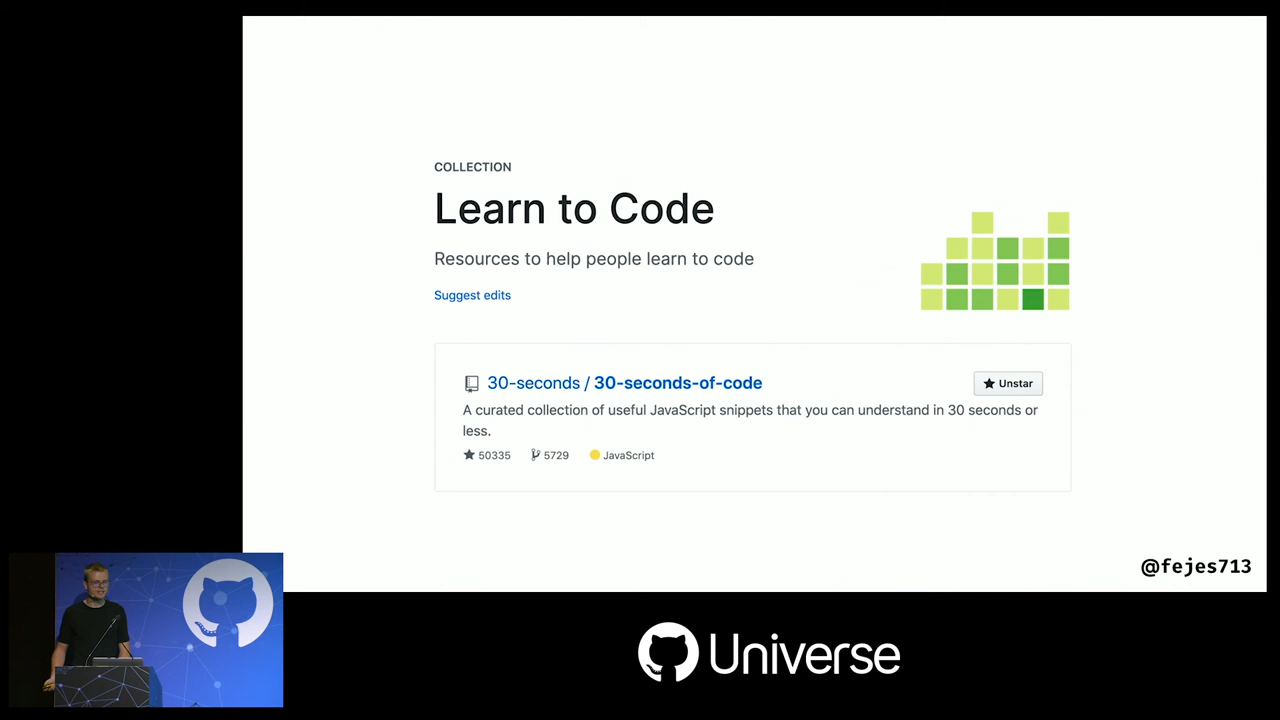 COLLECTION
Learn to Code
Resources to help people learn to code
Suggest edits
30-seconds / 30-seconds-of-code
Unstar
A curated collection of useful JavaScript snippets that you can understand in 30 seconds or
less.
50335 5729 JavaScript
@fejes713
Universe